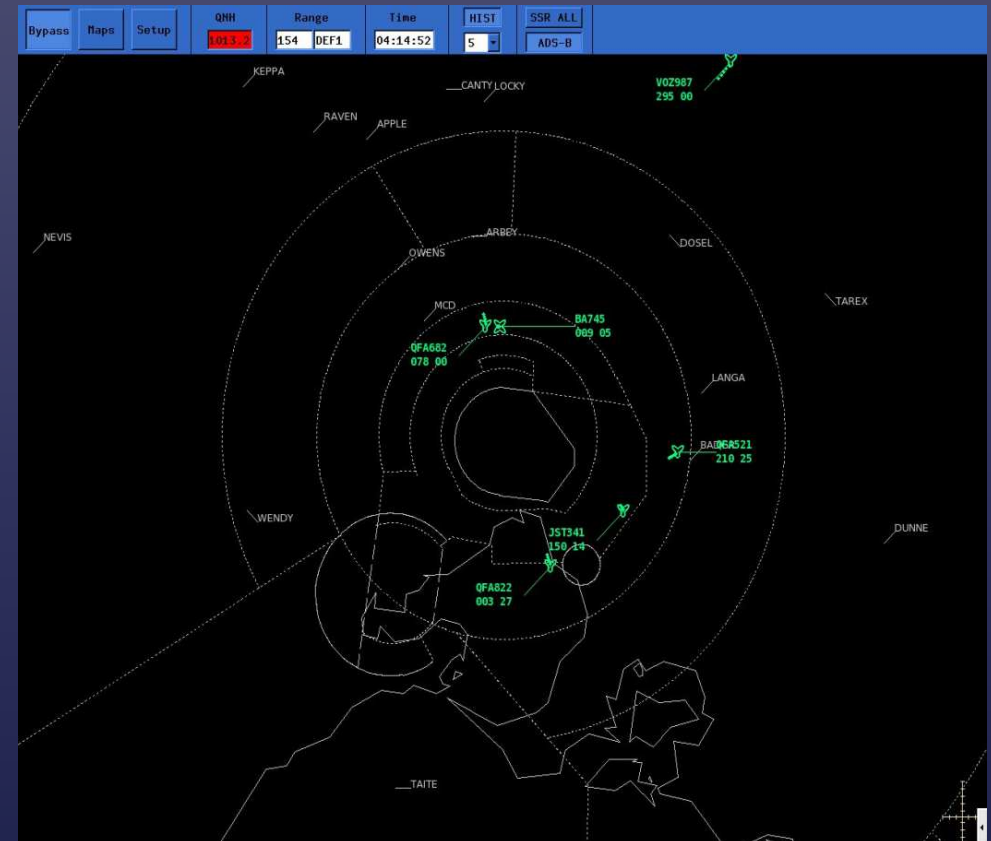 Bypass Maps Setup
QNH
1013.2
Range
154 DEF1
Time
04:14:52
HIST
5
SSR ALL
ADS-B
KEPPA
CANTY LOCKY
VOZ987
295 00
RAVEN
APPLE
NEVIS
ARBEY
OWENS
DOSEL
TAREX
MCD
BA745
009 05
QFA682
078 00
LANGA
QFA521
210 25
WENDY
JST341
150 14
DUNNE
QFA822
003 27
TAITE